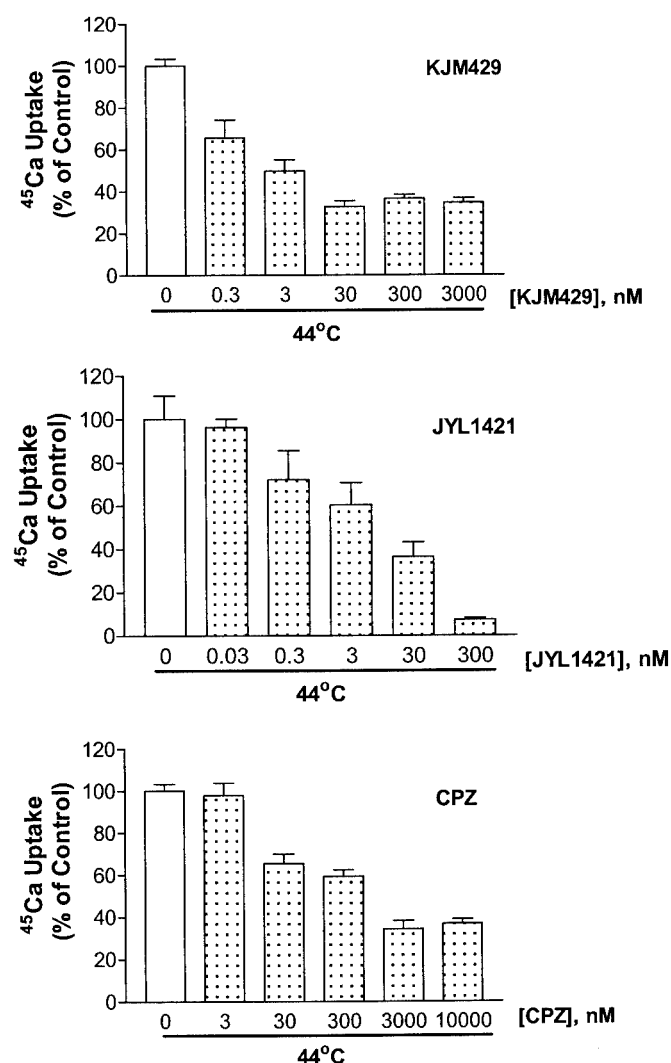 KJM429
⁴⁵Ca Uptake
(% of Control)
120
100
80
60
40
20
0
0 0.3 3 30 300 3000 [KJM429], nM
44°C
JYL1421
⁴⁵Ca Uptake
(% of Control)
120
100
80
60
40
20
0
0 0.03 0.3 3 30 300 [JYL1421], nM
44°C
CPZ
⁴⁵Ca Uptake
(% of Control)
120
100
80
60
40
20
0
0 3 30 300 3000 10000 [CPZ], nM
44°C